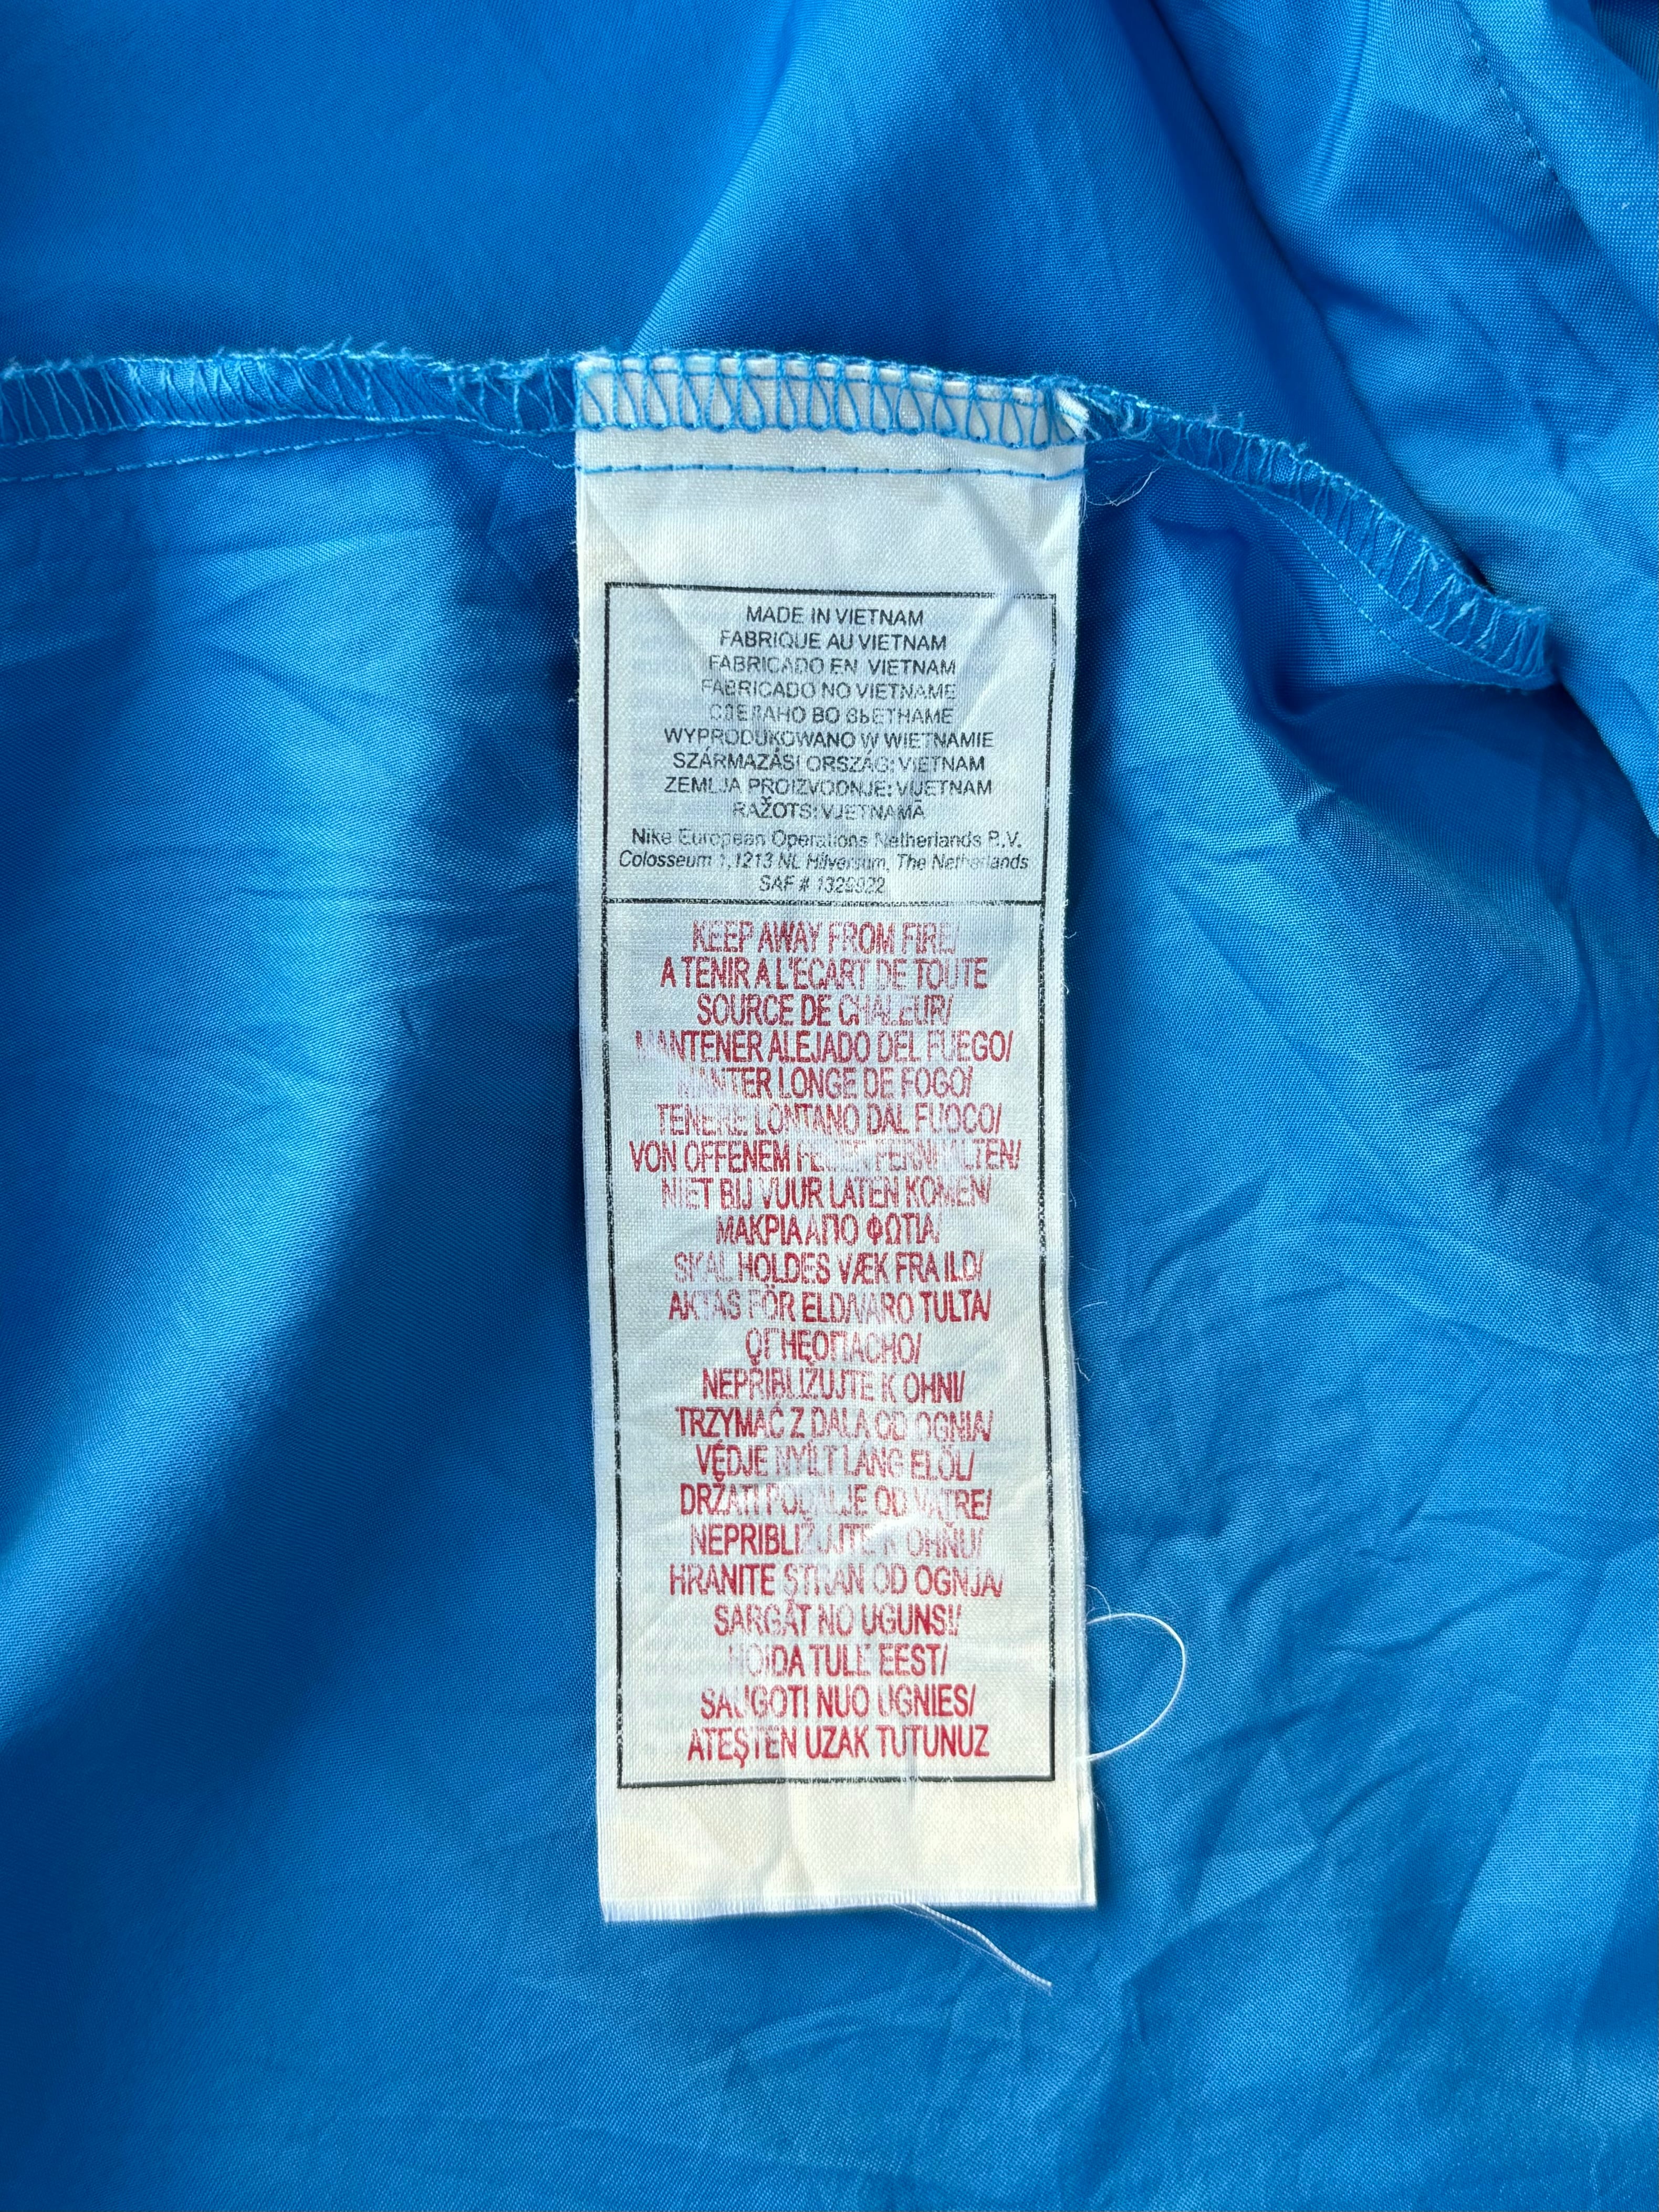 MADE IN VIETNAM
FABRIQUE AU VIETNAM
FABRICADO EN VIETNAM
FABRICADO NO VIETNAME
СДЕЛАНО ВО ВЬЕТНАМЕ
WYPRODUKOWANO W WIETNAMIE
SZÁRMAZÁSI ORSZÁG: VIETNAM
ZEMLJA PROIZVODNJE: VIJETNAM
RAŽOTS: VJETNAMĀ
Nike European Operations Netherlands B.V.
Colosseum 1, 1213 NL Hilversum, The Netherlands
SAF #
KEEP AWAY FROM FIRE/
A TENIR A L'ECART DE TOUTE
SOURCE DE CHALEUR/
MANTENER ALEJADO DEL FUEGO/
MANTER LONGE DE FOGO/
TENERE LONTANO DAL FUOCO/
VON OFFENEM FEUER FERNHALTEN/
NIET BIJ VUUR LATEN KOMEN/
ΜΑΚΡΙΑ ΑΠΟ ΦΩΤΙΑ/
SKAL HOLDES VÆK FRA ILD/
AKTAS FÖR ELD/VARO TULTA/
ОГНЕОПАСНО/
NEPŘIBLIŽUJTE K OHNI/
TRZYMAĆ Z DALA OD OGNIA/
VÉDJE NYÍLT LÁNG ELŐL/
DRŽATI PODALJE OD VATRE/
NEPRIBLIŽUJTE K OHŇU/
HRANITE STRAN OD OGNJA/
SARGĀT NO UGUNS!/
HOIDA TULE EEST/
SAUGOTI NUO UGNIES/
ATEŞTEN UZAK TUTUNUZ